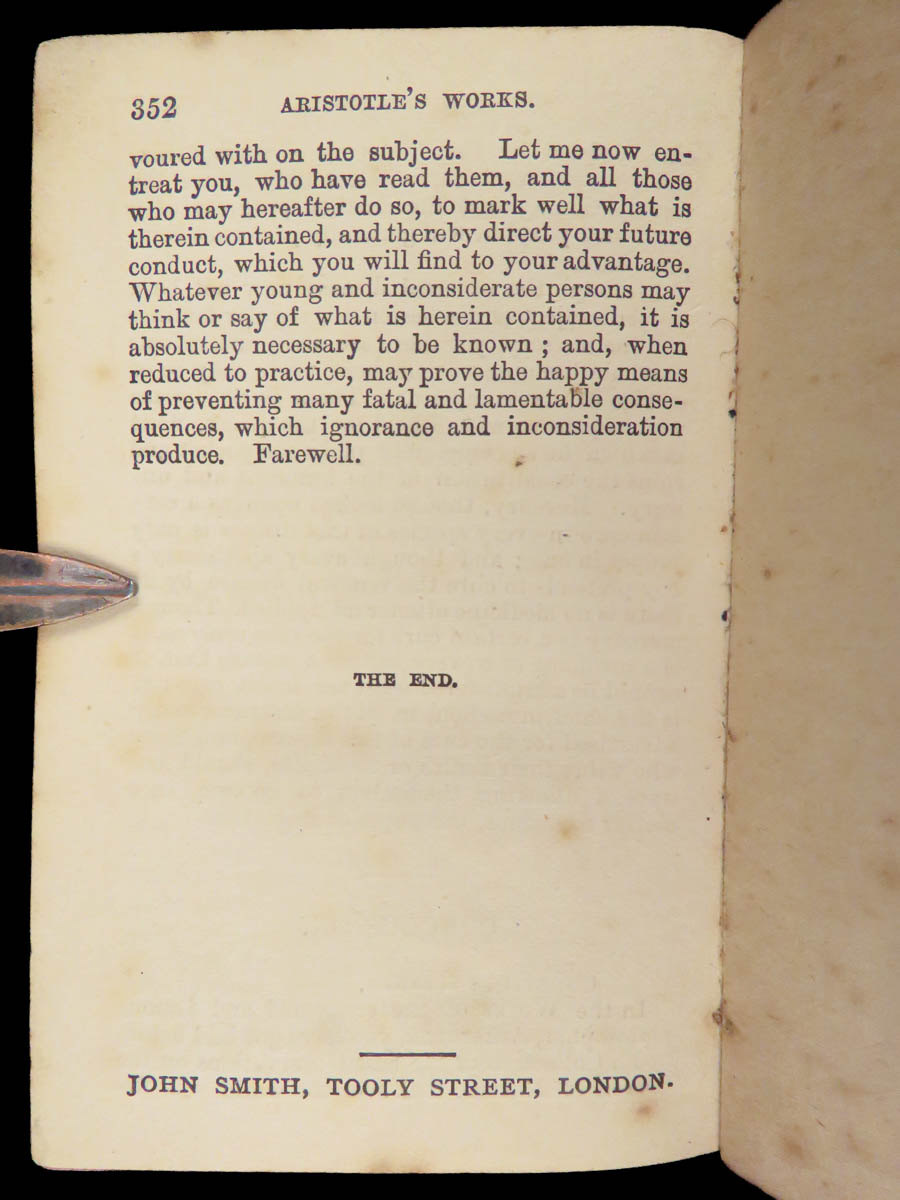 352 ARISTOTLE'S WORKS.
voured with on the subject. Let me now en-
treat you, who have read them, and all those
who may hereafter do so, to mark well what is
therein contained, and thereby direct your future
conduct, which you will find to your advantage.
Whatever young and inconsiderate persons may
think or say of what is herein contained, it is
absolutely necessary to be known ; and, when
reduced to practice, may prove the happy means
of preventing many fatal and lamentable conse-
quences, which ignorance and inconsideration
produce. Farewell.
THE END.
JOHN SMITH, TOOLY STREET, LONDON.